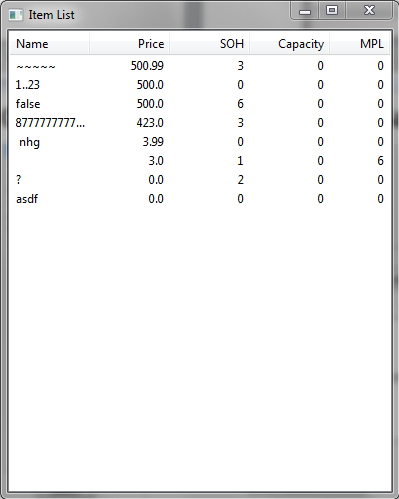 Item List
Name Price SOH Capacity MPL
~~~~~ 500.99 3 0 0
1..23 500.0 0 0 0
false 500.0 6 0 0
8777777777... 423.0 3 0 0
nhg 3.99 0 0 0
3.0 1 0 6
? 0.0 2 0 0
asdf 0.0 0 0 0